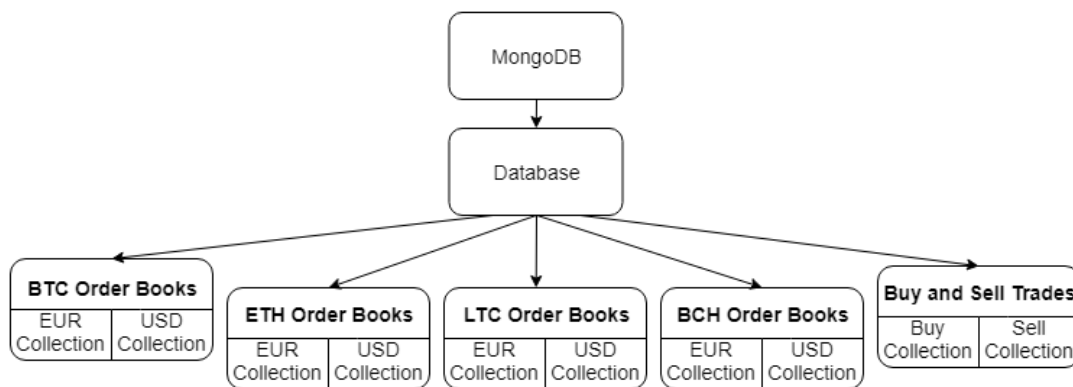 MongoDB
Database
BTC Order Books
EUR Collection
USD Collection
ETH Order Books
EUR Collection
USD Collection
LTC Order Books
EUR Collection
USD Collection
BCH Order Books
EUR Collection
USD Collection
Buy and Sell Trades
Buy Collection
Sell Collection